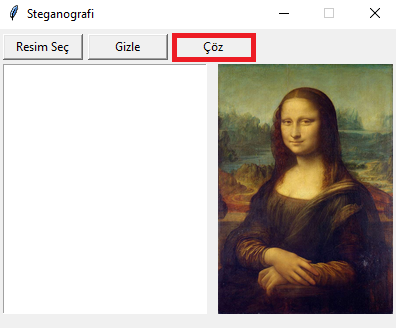 Steganografi
Resim Seç Gizle Çöz